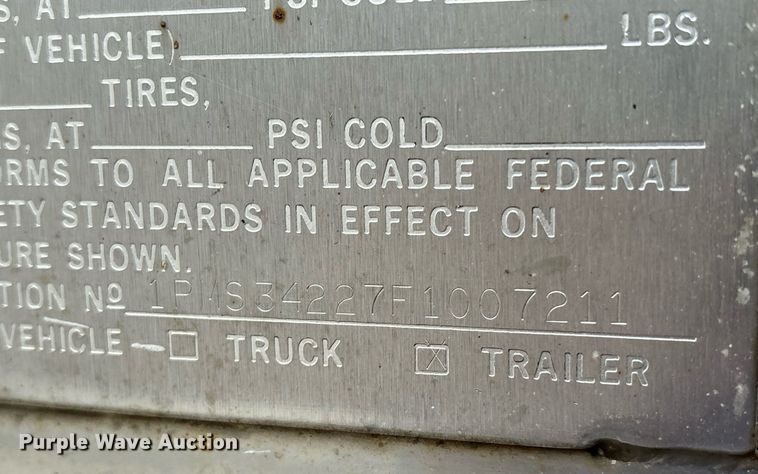 S, AT PSI COLD
F VEHICLE) LBS.
TIRES,
S, AT PSI COLD
ORMS TO ALL APPLICABLE FEDERAL
ETY STANDARDS IN EFFECT ON
URE SHOWN.
TION Nº 1PMS34227F1007211
VEHICLE— TRUCK TRAILER
Purple Wave Auction